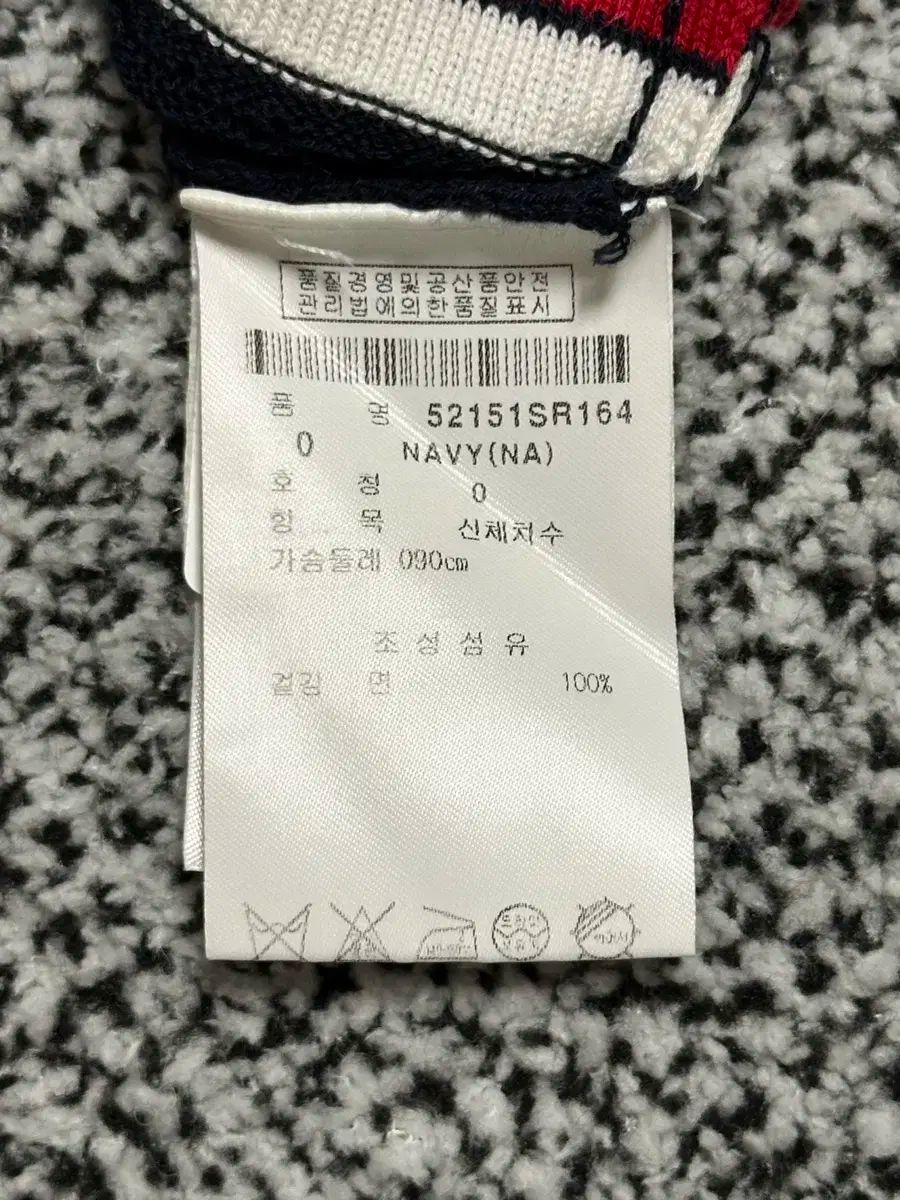 품질경영및공산품안전
관리법에의한품질표시
품 명 52151SR164
0 NAVY(NA)
호 칭 0
항 목 신체치수
가슴둘레 090cm
조성섬유
겉감 면 100%